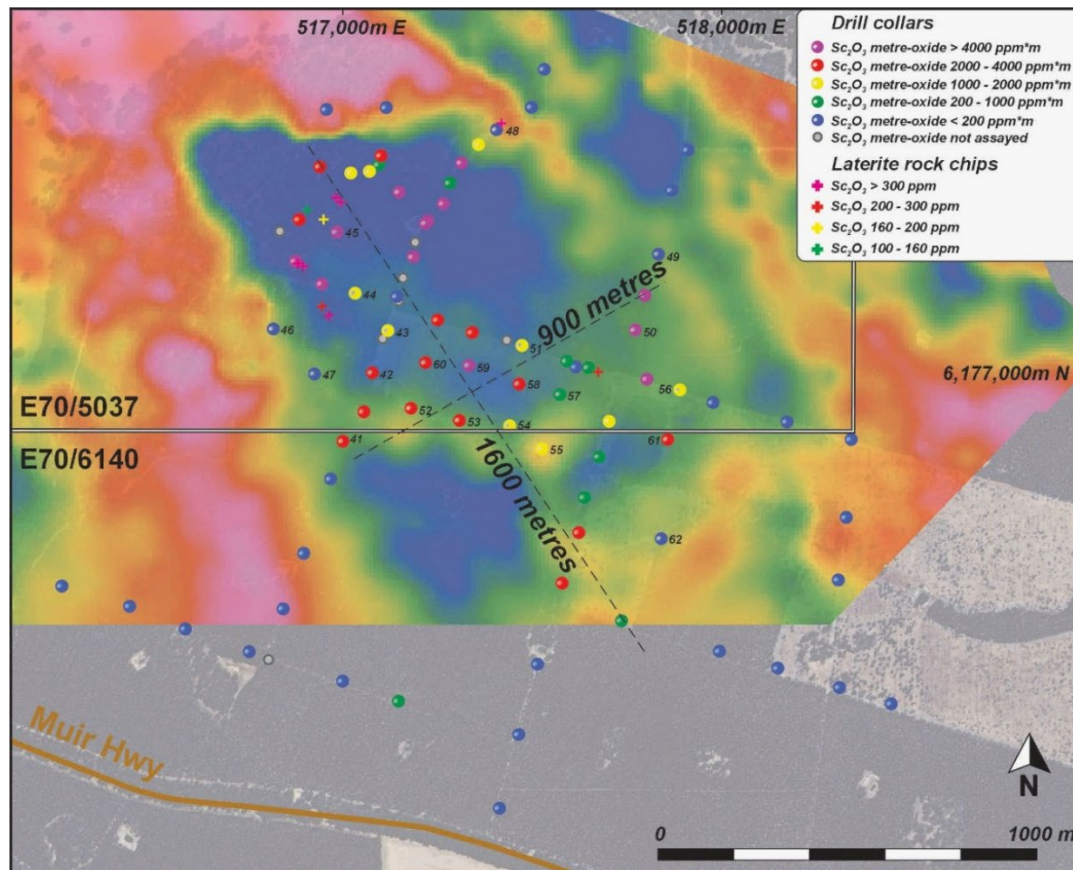 517,000m E
518,000m E
Drill collars
Sc₂O₃ metre-oxide > 4000 ppm*m
Sc₂O₃ metre-oxide 2000 - 4000 ppm*m
Sc₂O₃ metre-oxide 1000 - 2000 ppm*m
Sc₂O₃ metre-oxide 200 - 1000 ppm*m
Sc₂O₃ metre-oxide < 200 ppm*m
Sc₂O₃ metre-oxide not assayed
Laterite rock chips
Sc₂O₃ > 300 ppm
Sc₂O₃ 200 - 300 ppm
Sc₂O₃ 160 - 200 ppm
Sc₂O₃ 100 - 160 ppm
48
45
49
44
46
43
50
900 metres
51
47
42
60
59
58
56
57
6,177,000m N
E70/5037
52
53
54
41
61
E70/6140
55
1600 metres
62
Muir Hwy
N
0
1000 m